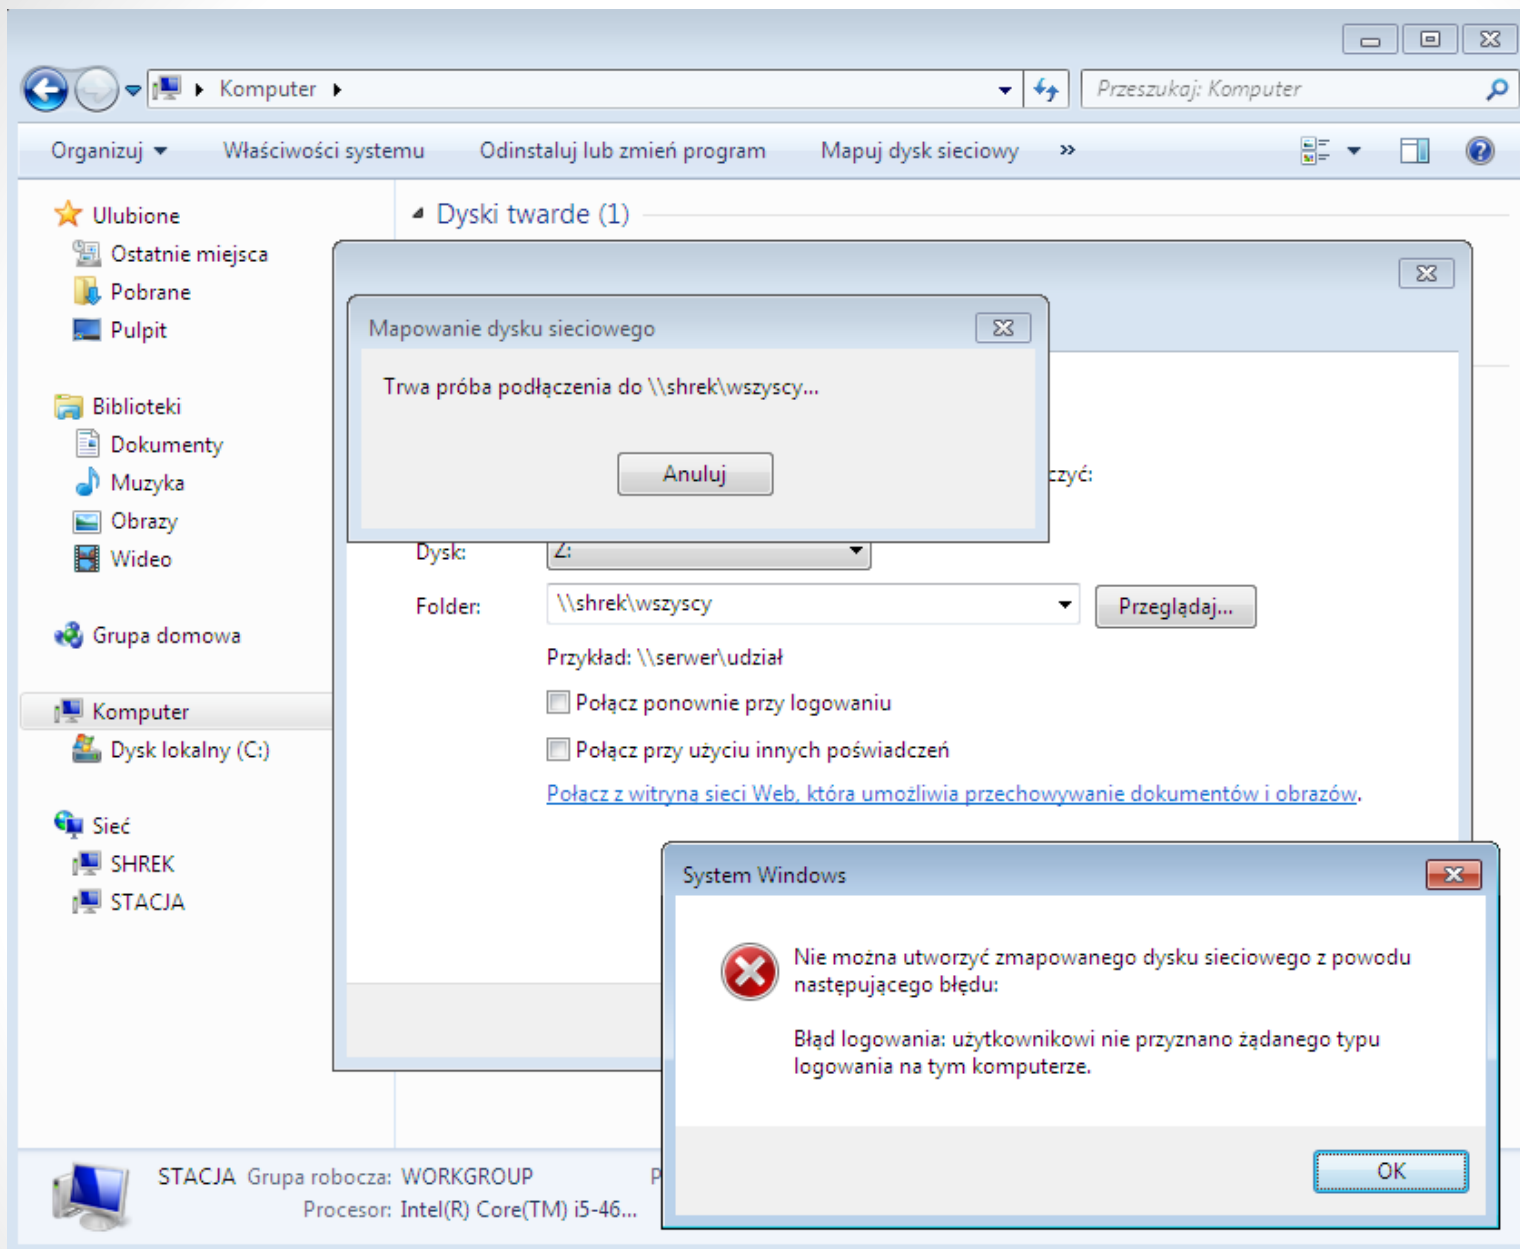 Komputer
Przeszukaj: Komputer
Organizuj
Właściwości systemu
Odinstaluj lub zmień program
Mapuj dysk sieciowy
»
Ulubione
Ostatnie miejsca
Pobrane
Pulpit
Biblioteki
Dokumenty
Muzyka
Obrazy
Wideo
Grupa domowa
Komputer
Dysk lokalny (C:)
Sieć
SHREK
STACJA
Dyski twarde (1)
Mapowanie dysku sieciowego
Trwa próba podłączenia do \\shrek\wszyscy...
Anuluj
czyć:
Dysk:
Z:
Folder:
\\shrek\wszyscy
Przeglądaj...
Przykład: \\serwer\udział
Połącz ponownie przy logowaniu
Połącz przy użyciu innych poświadczeń
Połącz z witryną sieci Web, która umożliwia przechowywanie dokumentów i obrazów.
System Windows
Nie można utworzyć zmapowanego dysku sieciowego z powodu
następującego błędu:
Błąd logowania: użytkownikowi nie przyznano żądanego typu
logowania na tym komputerze.
OK
STACJA Grupa robocza: WORKGROUP
P
Procesor: Intel(R) Core(TM) i5-46...